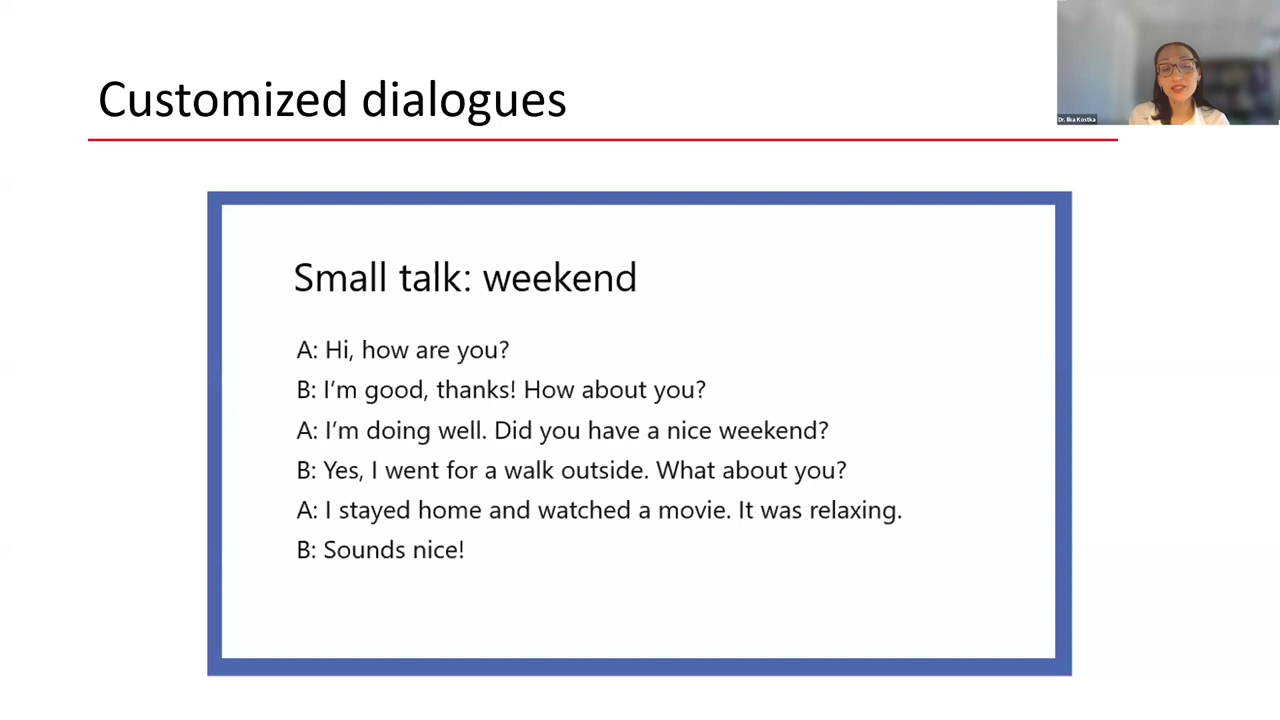 Customized dialogues
Dr. Ilka Kostka
Small talk: weekend
A: Hi, how are you?
B: I'm good, thanks! How about you?
A: I'm doing well. Did you have a nice weekend?
B: Yes, I went for a walk outside. What about you?
A: I stayed home and watched a movie. It was relaxing.
B: Sounds nice!